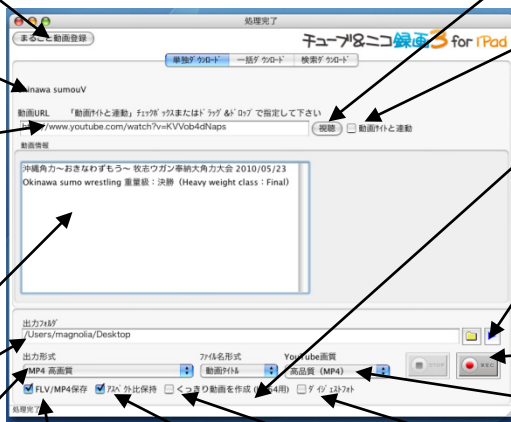 処理完了
まるごと動画登録
チューブ&ニコ録画3 for iPad
単独ダウンロード 一括ダウンロード 検索ダウンロード
inawa sumouV
動画URL 「動画サイトと連動」チェックボックスまたはドラッグ&ドロップで指定して下さい
www.youtube.com/watch?v=KVVob4dNaps 視聴 動画サイトと連動
動画情報
沖縄角力〜おきなわずもう〜 牧志ウガン奉納大角力大会 2010/05/23
Okinawa sumo wrestling 重量級:決勝 (Heavy weight class:Final)
出力フォルダ
/Users/magnolia/Desktop
出力形式 ファイル名形式 YouTube画質
MP4 高画質 動画タイトル 高品質 (MP4) STOP REC
FLV/MP4保存 アスペクト比保持 くっきり動画を作成 ダイジェストフォト
処理完了